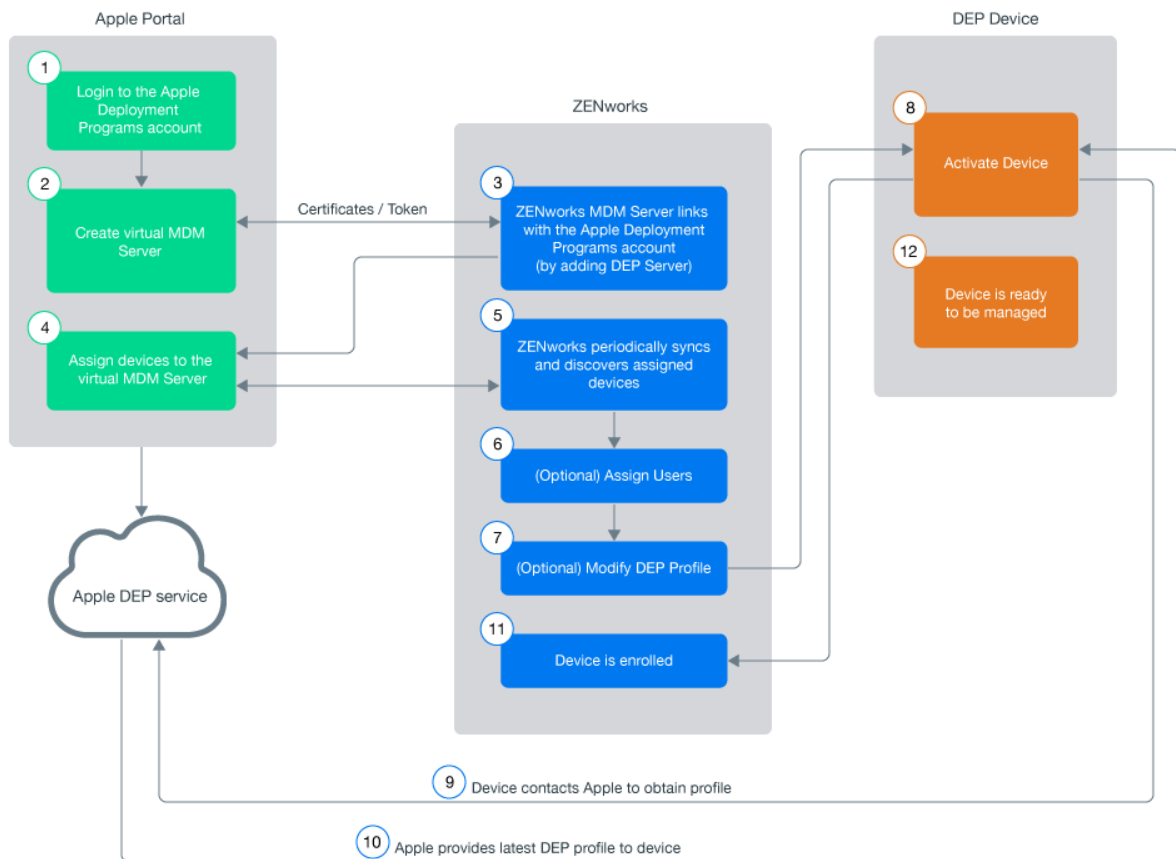 Apple Portal
1
Login to the Apple
Deployment
Programs account
2
Create virtual MDM
Server
4
Assign devices to the
virtual MDM Server
Apple DEP service
Certificates / Token
ZENworks
3
ZENworks MDM Server links
with the Apple Deployment
Programs account
(by adding DEP Server)
5
ZENworks periodically syncs
and discovers assigned
devices
6
(Optional) Assign Users
7
(Optional) Modify DEP Profile
11
Device is enrolled
DEP Device
8
Activate Device
12
Device is ready
to be managed
9 Device contacts Apple to obtain profile
10 Apple provides latest DEP profile to device